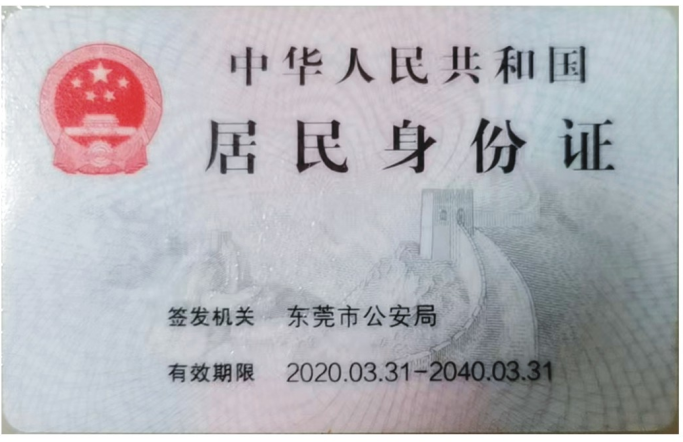 中华人民共和国
居民身份证
签发机关 东莞市公安局
有效期限 2020.03.31-2040.03.31